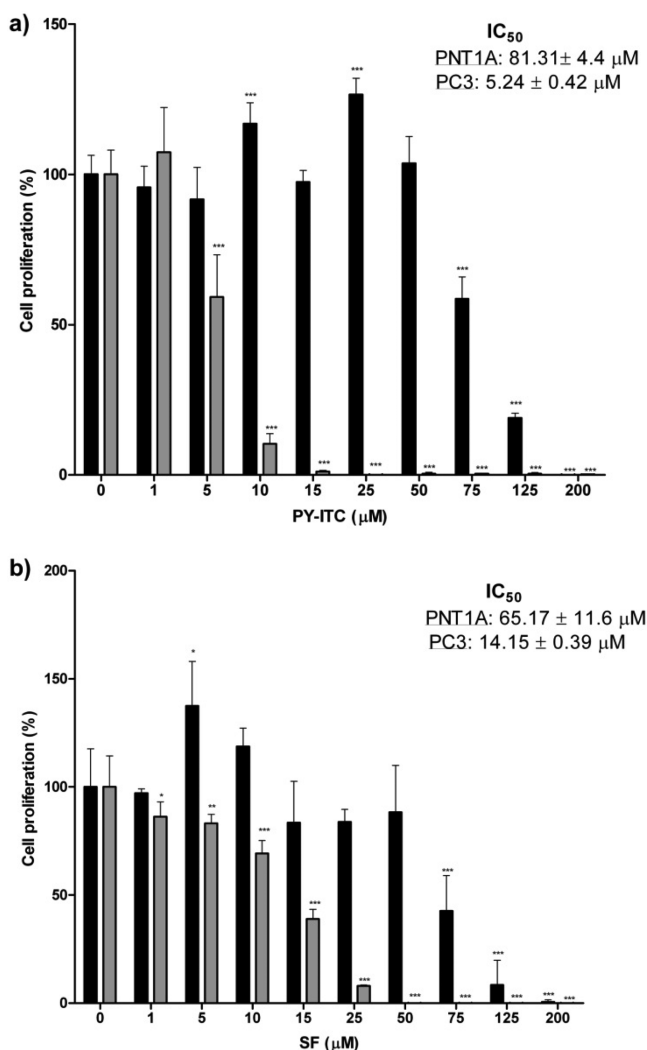 a)
IC50
PNT1A: 81.31± 4.4 µM
PC3: 5.24 ± 0.42 µM
Cell proliferation (%)
150
100
50
0
***
***
***
***
***
***
***
***
***
***
***
***
***
0 1 5 10 15 25 50 75 125 200
PY-ITC (µM)
b)
IC50
PNT1A: 65.17 ± 11.6 µM
PC3: 14.15 ± 0.39 µM
Cell proliferation (%)
200
150
100
50
0
*
*
**
***
***
***
***
***
***
***
***
***
***
0 1 5 10 15 25 50 75 125 200
SF (µM)